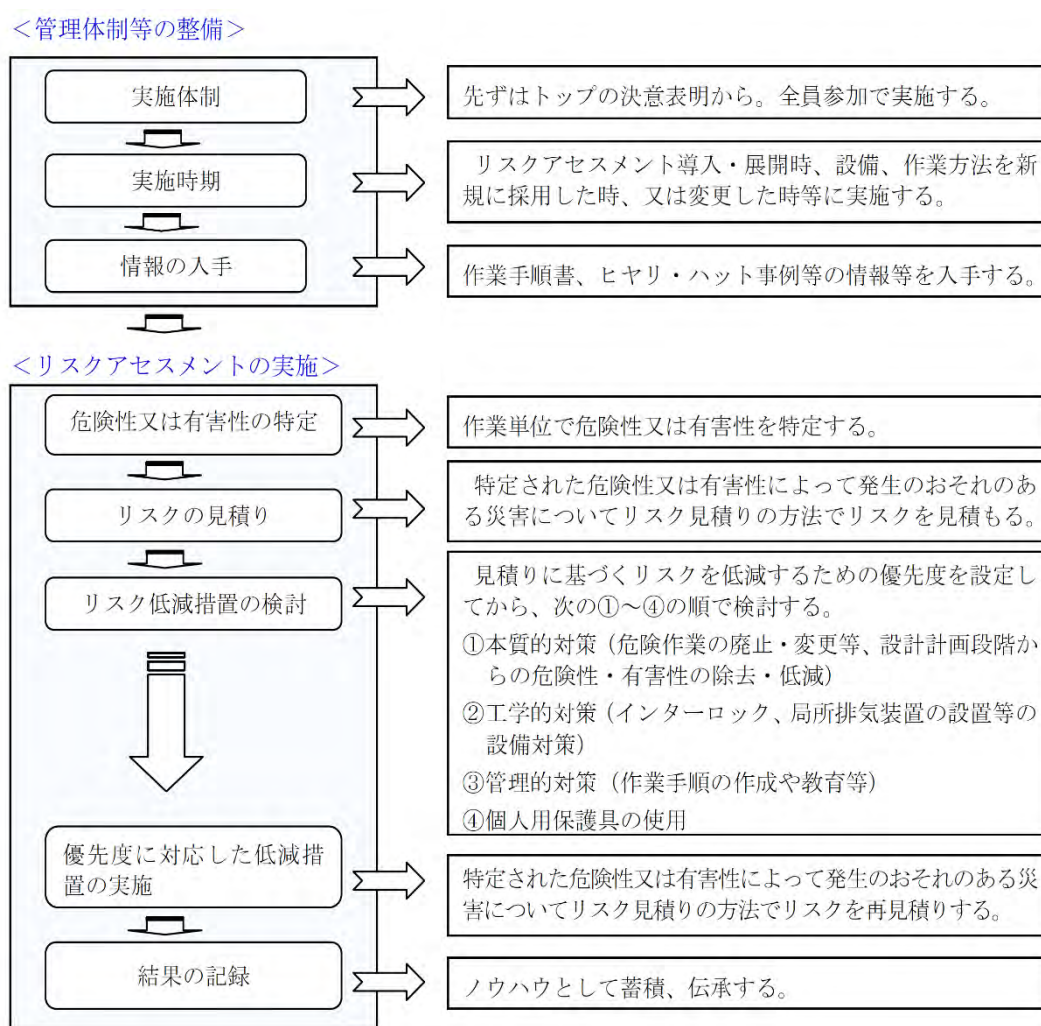 ＜管理体制等の整備＞
実施体制
先ずはトップの決意表明から。全員参加で実施する。
実施時期
リスクアセスメント導入・展開時、設備、作業方法を新
規に採用した時、又は変更した時等に実施する。
情報の入手
作業手順書、ヒヤリ・ハット事例等の情報等を入手する。
＜リスクアセスメントの実施＞
危険性又は有害性の特定
作業単位で危険性又は有害性を特定する。
リスクの見積り
特定された危険性又は有害性によって発生のおそれのあ
る災害についてリスク見積りの方法でリスクを見積もる。
リスク低減措置の検討
見積りに基づくリスクを低減するための優先度を設定し
てから、次の①～④の順で検討する。
①本質的対策（危険作業の廃止・変更等、設計計画段階か
らの危険性・有害性の除去・低減）
②工学的対策（インターロック、局所排気装置の設置等の
設備対策）
③管理的対策（作業手順の作成や教育等）
④個人用保護具の使用
優先度に対応した低減措
置の実施
特定された危険性又は有害性によって発生のおそれのある災
害についてリスク見積りの方法でリスクを再見積りする。
結果の記録
ノウハウとして蓄積、伝承する。